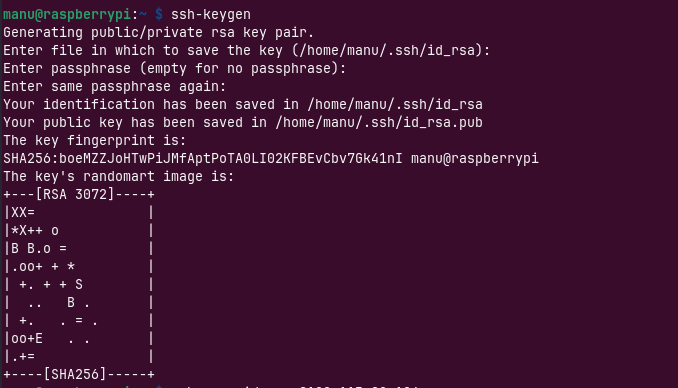 manu@raspberrypi:~ $ ssh-keygen
Generating public/private rsa key pair.
Enter file in which to save the key (/home/manu/.ssh/id_rsa):
Enter passphrase (empty for no passphrase):
Enter same passphrase again:
Your identification has been saved in /home/manu/.ssh/id_rsa
Your public key has been saved in /home/manu/.ssh/id_rsa.pub
The key fingerprint is:
SHA256:boeMZZJoHTwPiJMfAptPoTA0LI02KFBEvCbv7Gk41nI manu@raspberrypi
The key's randomart image is:
+---[RSA 3072]----+
|XX=              |
|*X++ o           |
|B B.o =          |
|.oo+ + *         |
| +. + + S        |
|  ..   B .       |
| +.   . = .      |
|oo+E   . .       |
|.+=              |
+----[SHA256]-----+